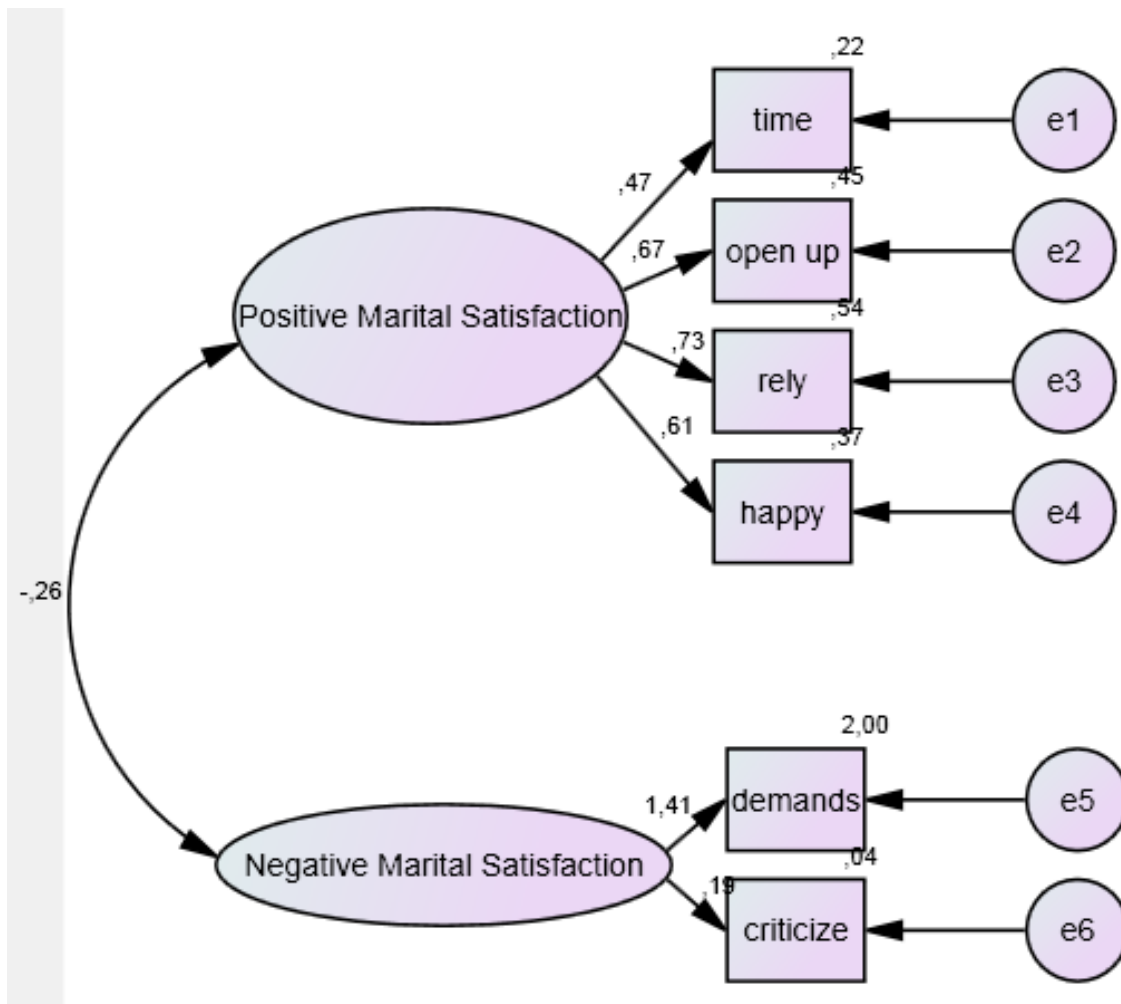 ,22
time
e1
,47
,45
open up
e2
,67
Positive Marital Satisfaction
,54
,73
rely
e3
,61
,37
happy
e4
-,26
2,00
demands
e5
1,41
,04
Negative Marital Satisfaction
,19
criticize
e6